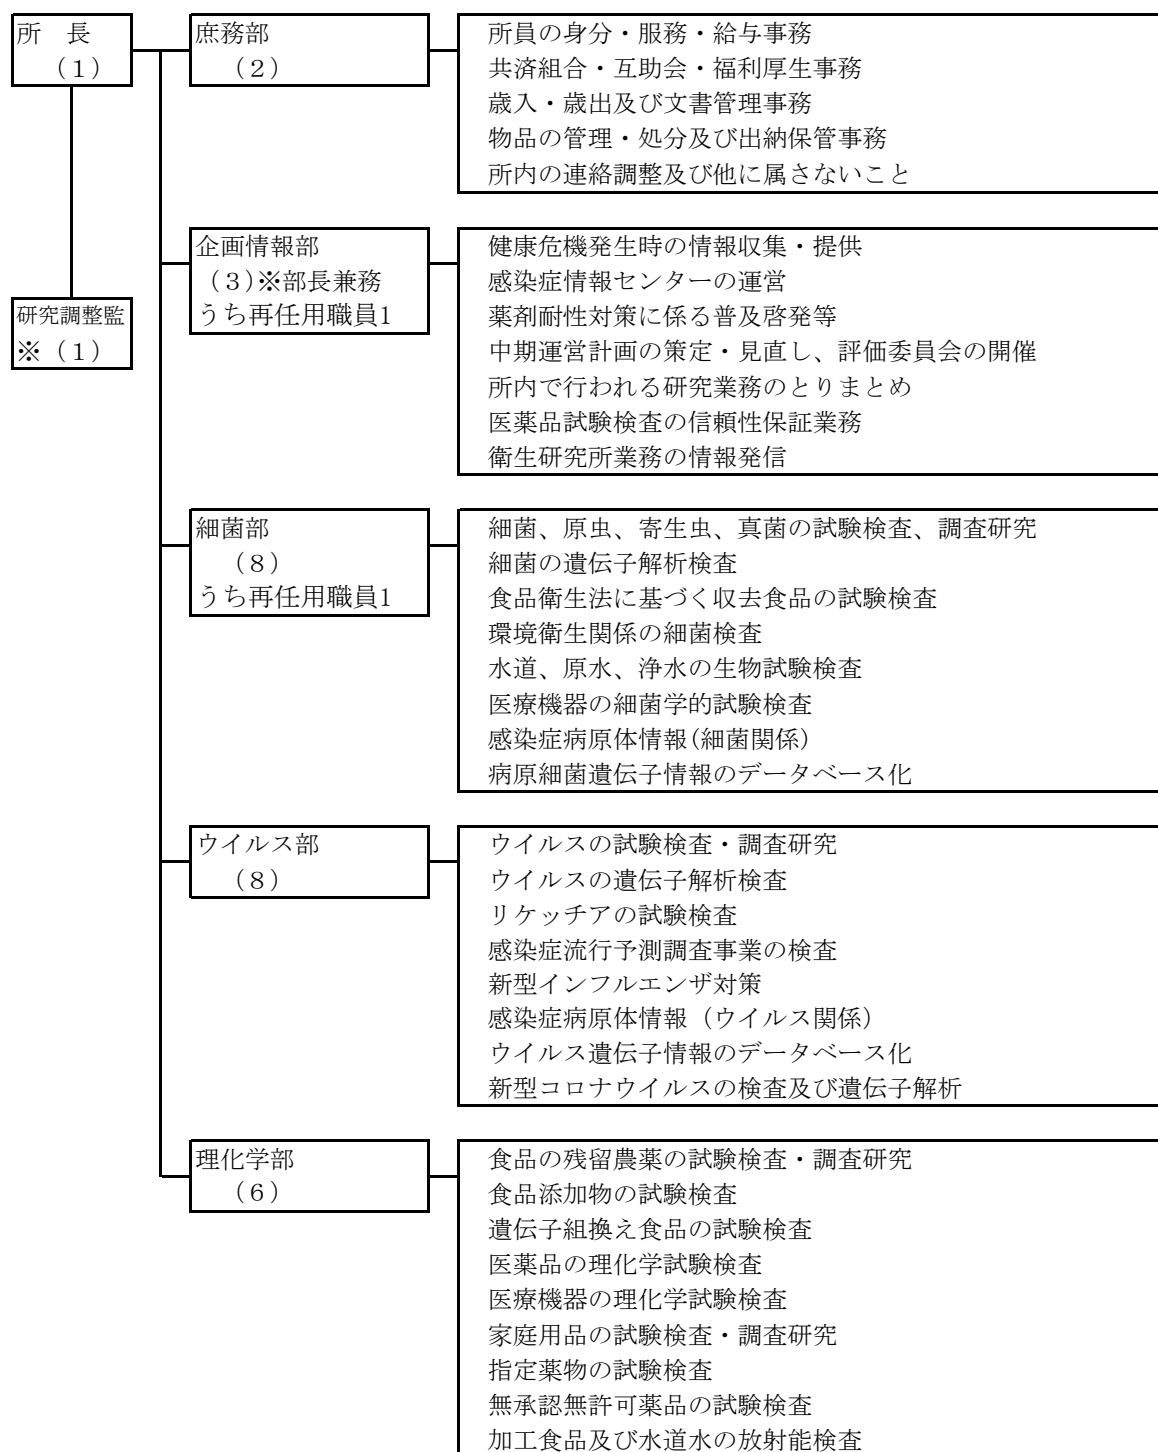 所　長
（１）
研究調整監
※（１）
庶務部
（２）
所員の身分・服務・給与事務
共済組合・互助会・福利厚生事務
歳入・歳出及び文書管理事務
物品の管理・処分及び出納保管事務
所内の連絡調整及び他に属さないこと
企画情報部
（３)※部長兼務
うち再任用職員1
健康危機発生時の情報収集・提供
感染症情報センターの運営
薬剤耐性対策に係る普及啓発等
中期運営計画の策定・見直し、評価委員会の開催
所内で行われる研究業務のとりまとめ
医薬品試験検査の信頼性保証業務
衛生研究所業務の情報発信
細菌部
（８）
うち再任用職員1
細菌、原虫、寄生虫、真菌の試験検査、調査研究
細菌の遺伝子解析検査
食品衛生法に基づく収去食品の試験検査
環境衛生関係の細菌検査
水道、原水、浄水の生物試験検査
医療機器の細菌学的試験検査
感染症病原体情報(細菌関係)
病原細菌遺伝子情報のデータベース化
ウイルス部
（８）
ウイルスの試験検査・調査研究
ウイルスの遺伝子解析検査
リケッチアの試験検査
感染症流行予測調査事業の検査
新型インフルエンザ対策
感染症病原体情報（ウイルス関係）
ウイルス遺伝子情報のデータベース化
新型コロナウイルスの検査及び遺伝子解析
理化学部
（６）
食品の残留農薬の試験検査・調査研究
食品添加物の試験検査
遺伝子組換え食品の試験検査
医薬品の理化学試験検査
医療機器の理化学試験検査
家庭用品の試験検査・調査研究
指定薬物の試験検査
無承認無許可薬品の試験検査
加工食品及び水道水の放射能検査